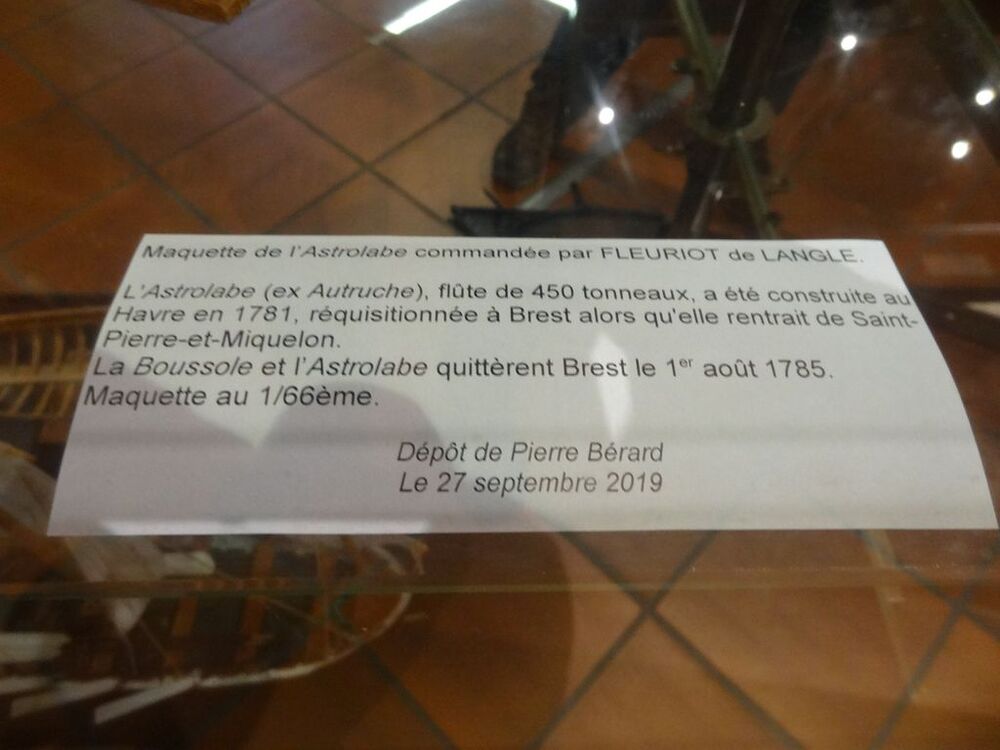 Maquette de l'Astrolabe commandée par FLEURIOT de LANGLE.
L'Astrolabe (ex Autruche), flûte de 450 tonneaux, a été construite au
Havre en 1781, réquisitionnée à Brest alors qu'elle rentrait de Saint-
Pierre-et-Miquelon.
La Boussole et l'Astrolabe quittèrent Brest le 1er août 1785.
Maquette au 1/66ème.
Dépôt de Pierre Bérard
Le 27 septembre 2019